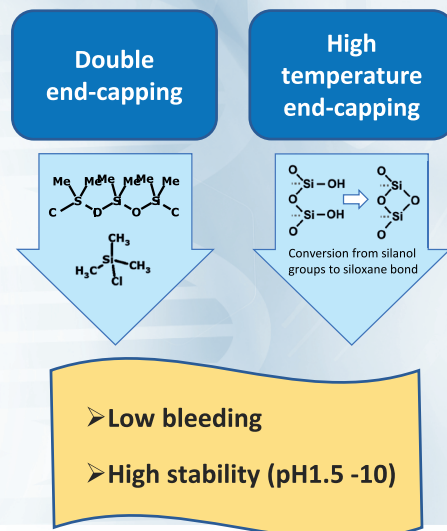 Double
end-capping
High
temperature
end-capping
Me Me Me Me Me Me
S S S
C O O C
CH₃
Si
H₃C CH₃
Cl
O
Si—OH
O
Si—OH
O
O
Si
O O
Si
O
Conversion from silanol
groups to siloxane bond
➢Low bleeding
➢High stability (pH1.5 -10)